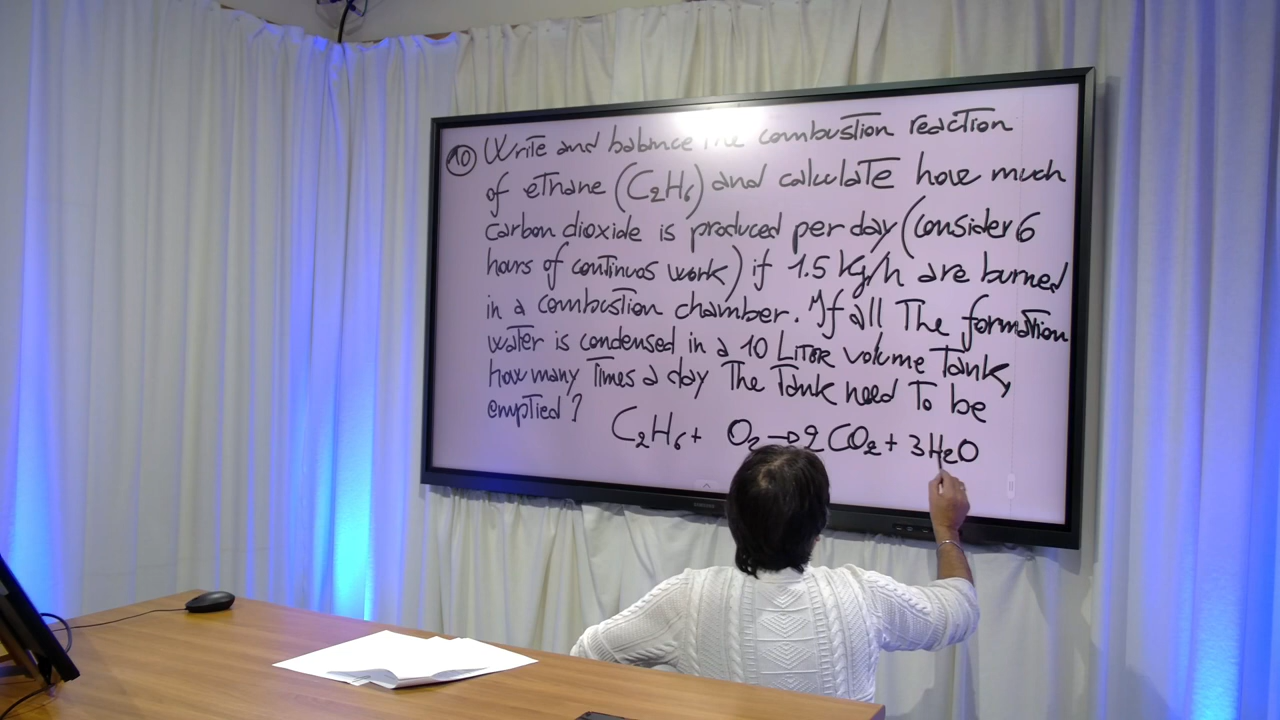 10 Write and balance the combustion reaction
of ethane (C₂H₆) and calculate how much
carbon dioxide is produced per day (consider 6
hours of continuos work) if 1.5 Kg/h are burned
in a combustion chamber. If all the formation
water is condensed in a 10 LITER volume Tank,
how many Times a day The Tank need To be
emptied?
C₂H₆ + O₂ → 2 CO₂ + 3 H₂O